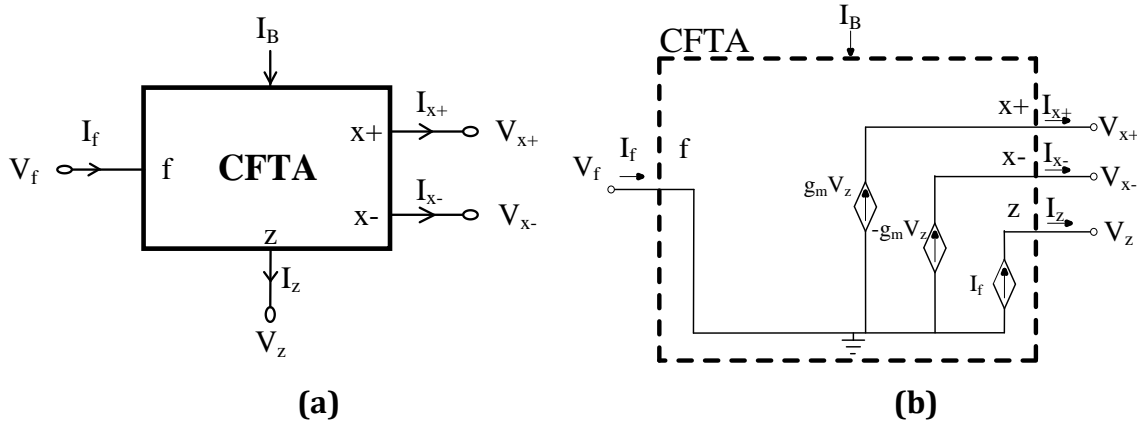 I_B
I_f
V_f
f
CFTA
x+
I_x+
V_x+
x-
I_x-
V_x-
z
I_z
V_z
(a)
I_B
CFTA
I_f
V_f
f
x+
I_x+
V_x+
x-
I_x-
V_x-
g_mV_z
-g_mV_z
z
I_z
V_z
I_f
(b)